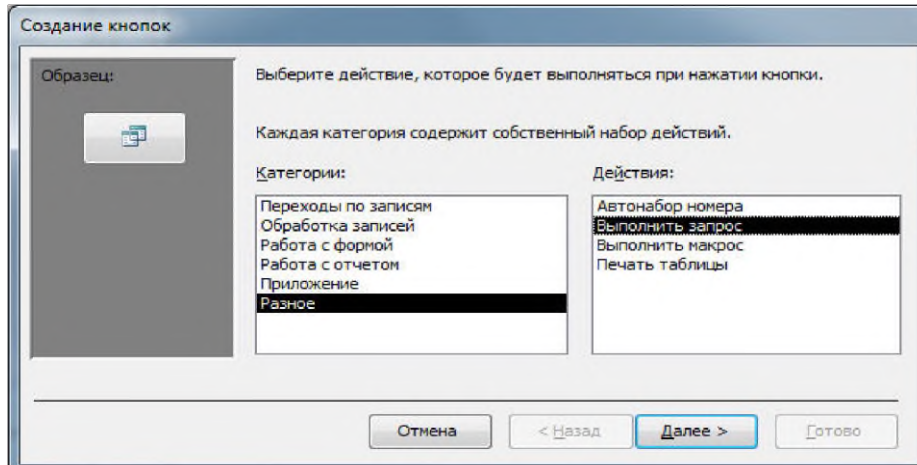 Создание кнопок
Образец:
Выберите действие, которое будет выполняться при нажатии кнопки.
Каждая категория содержит собственный набор действий.
Категории:
Действия:
Переходы по записям
Обработка записей
Работа с формой
Работа с отчетом
Приложение
Разное
Автонабор номера
Выполнить запрос
Выполнить макрос
Печать таблицы
Отмена
< Назад
Далее >
Готово